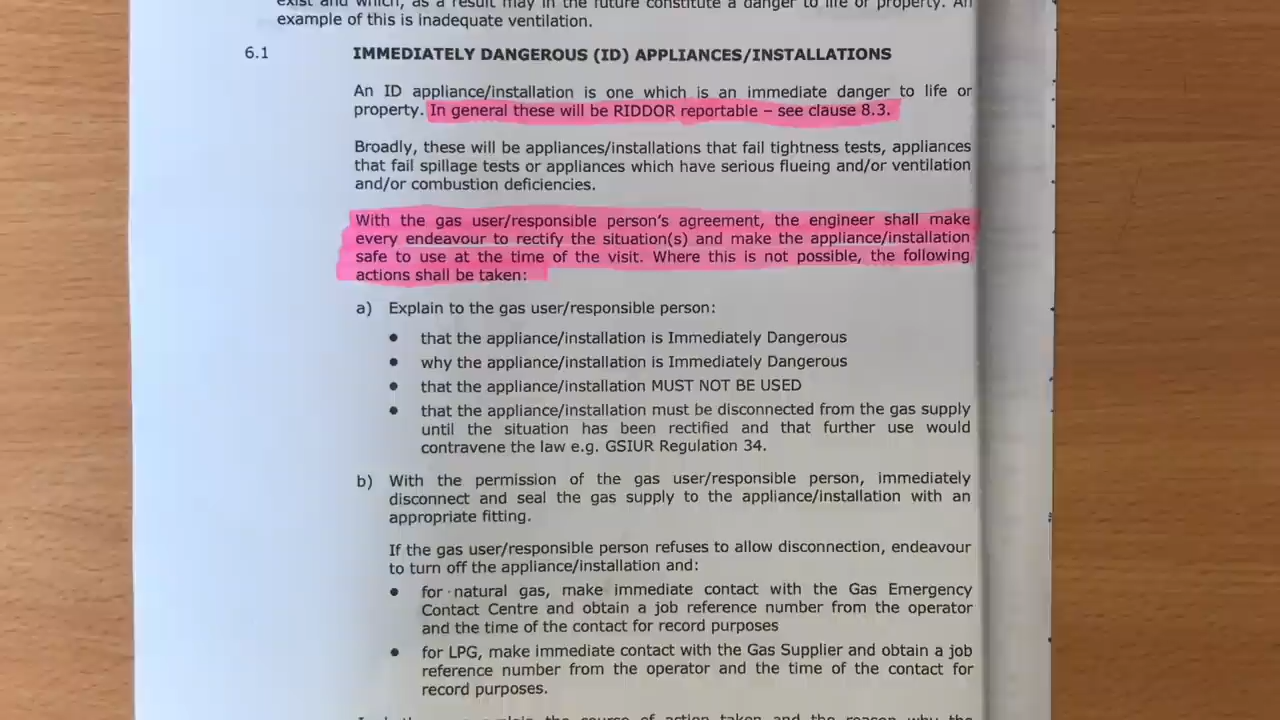 exist and which, as a result may in the future constitute a danger to life or property. An
example of this is inadequate ventilation.
6.1 IMMEDIATELY DANGEROUS (ID) APPLIANCES/INSTALLATIONS
An ID appliance/installation is one which is an immediate danger to life or
property. In general these will be RIDDOR reportable – see clause 8.3.
Broadly, these will be appliances/installations that fail tightness tests, appliances
that fail spillage tests or appliances which have serious flueing and/or ventilation
and/or combustion deficiencies.
With the gas user/responsible person's agreement, the engineer shall make
every endeavour to rectify the situation(s) and make the appliance/installation
safe to use at the time of the visit. Where this is not possible, the following
actions shall be taken:
a) Explain to the gas user/responsible person:
• that the appliance/installation is Immediately Dangerous
• why the appliance/installation is Immediately Dangerous
• that the appliance/installation MUST NOT BE USED
• that the appliance/installation must be disconnected from the gas supply
until the situation has been rectified and that further use would
contravene the law e.g. GSIUR Regulation 34.
b) With the permission of the gas user/responsible person, immediately
disconnect and seal the gas supply to the appliance/installation with an
appropriate fitting.
If the gas user/responsible person refuses to allow disconnection, endeavour
to turn off the appliance/installation and:
• for natural gas, make immediate contact with the Gas Emergency
Contact Centre and obtain a job reference number from the operator
and the time of the contact for record purposes
• for LPG, make immediate contact with the Gas Supplier and obtain a job
reference number from the operator and the time of the contact for
record purposes.
explain the course of action taken and the reason why the